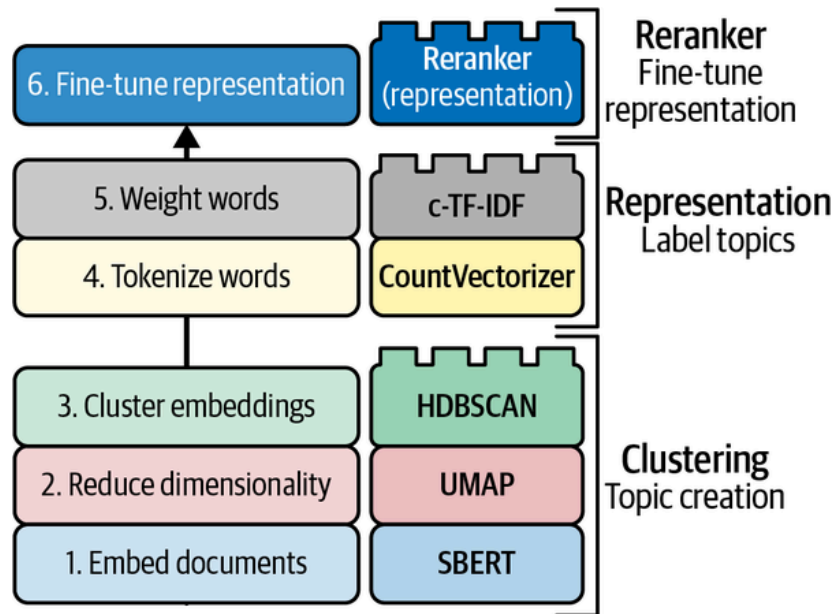 6. Fine-tune representation
Reranker
(representation)
Reranker
Fine-tune
representation
5. Weight words
c-TF-IDF
4. Tokenize words
CountVectorizer
Representation
Label topics
3. Cluster embeddings
HDBSCAN
2. Reduce dimensionality
UMAP
1. Embed documents
SBERT
Clustering
Topic creation